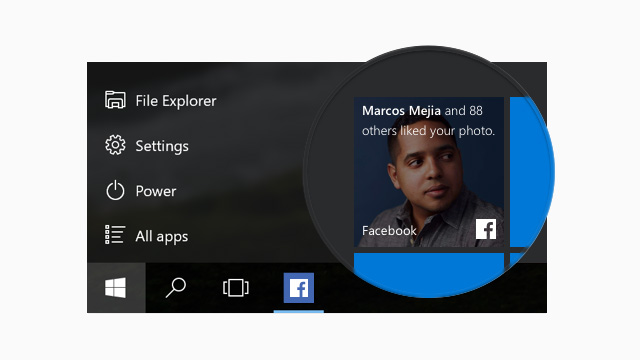 File Explorer
Settings
Power
All apps
Marcos Mejia and 88
others liked your photo.
Facebook